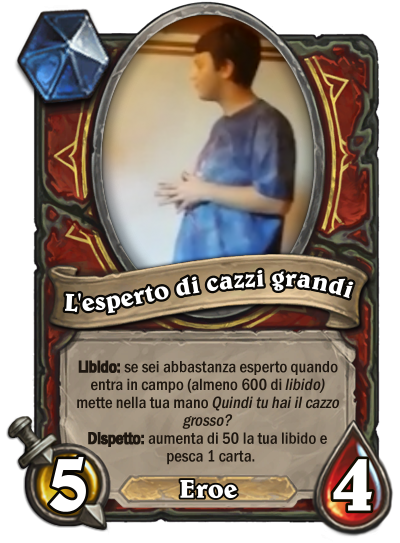 L'esperto di cazzi grandi
Libido: se sei abbastanza esperto quando
entra in campo (almeno 600 di libido)
mette nella tua mano Quindi tu hai il cazzo
grosso?
Dispetto: aumenta di 50 la tua libido e
pesca 1 carta.
5
Eroe
4